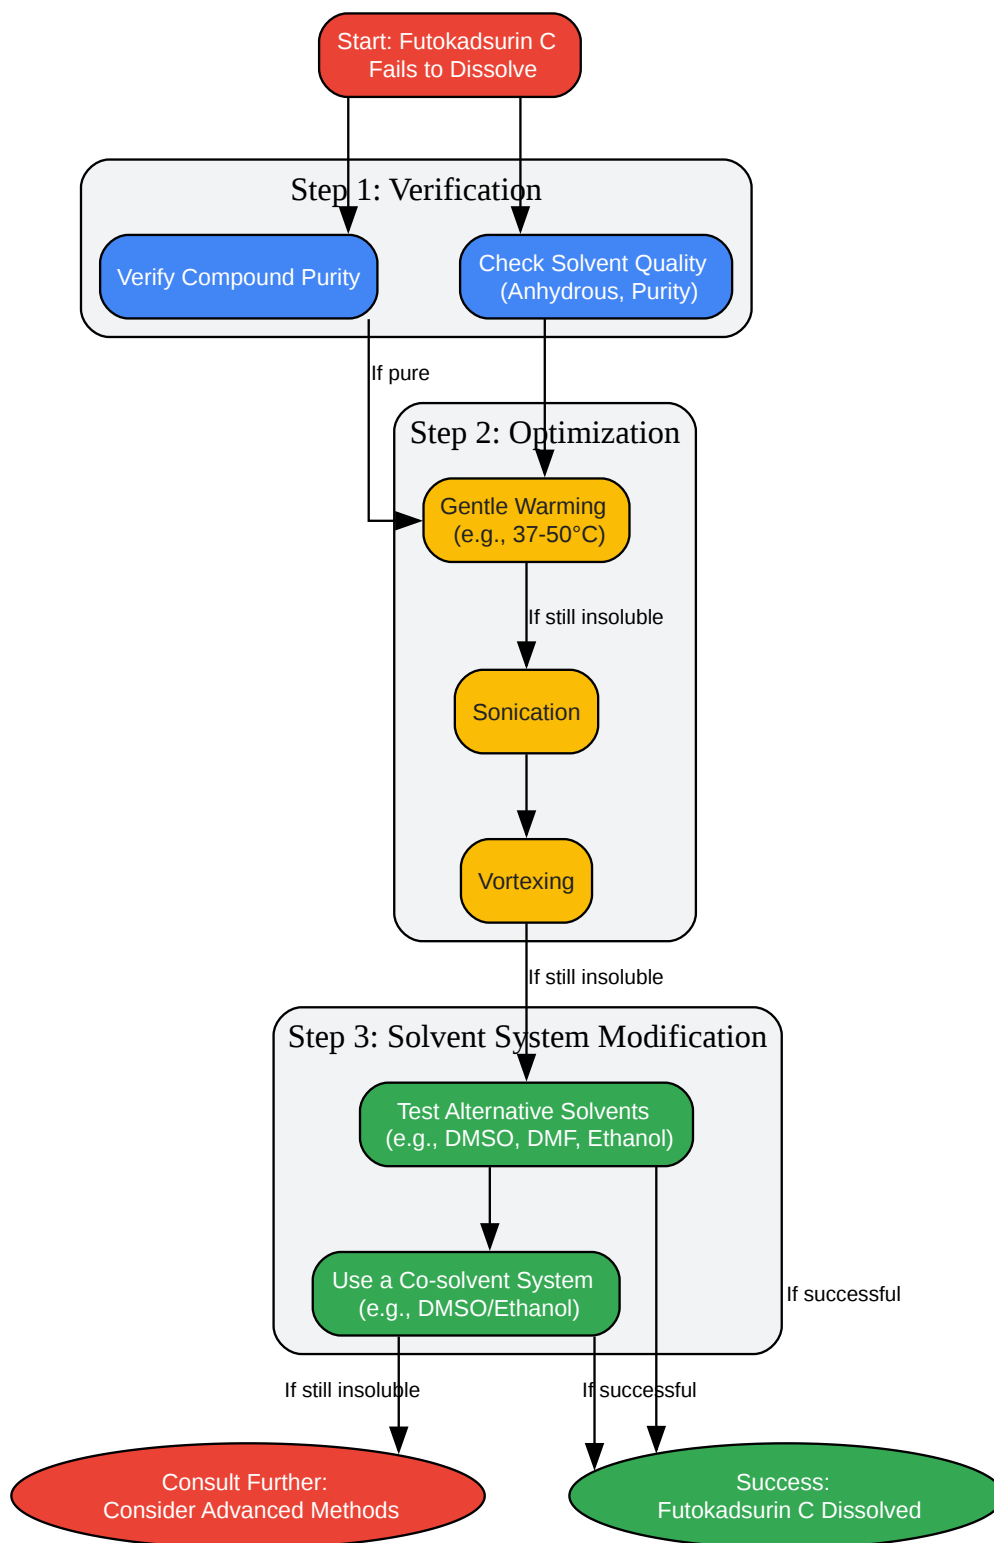 Start: Futokadsurin C
Fails to Dissolve
Step 1: Verification
Verify Compound Purity
Check Solvent Quality
(Anhydrous, Purity)
If pure
Step 2: Optimization
Gentle Warming
(e.g., 37-50°C)
If still insoluble
Sonication
Vortexing
If still insoluble
Step 3: Solvent System Modification
Test Alternative Solvents
(e.g., DMSO, DMF, Ethanol)
Use a Co-solvent System
(e.g., DMSO/Ethanol)
If successful
If still insoluble
If successful
Consult Further:
Consider Advanced Methods
Success:
Futokadsurin C Dissolved